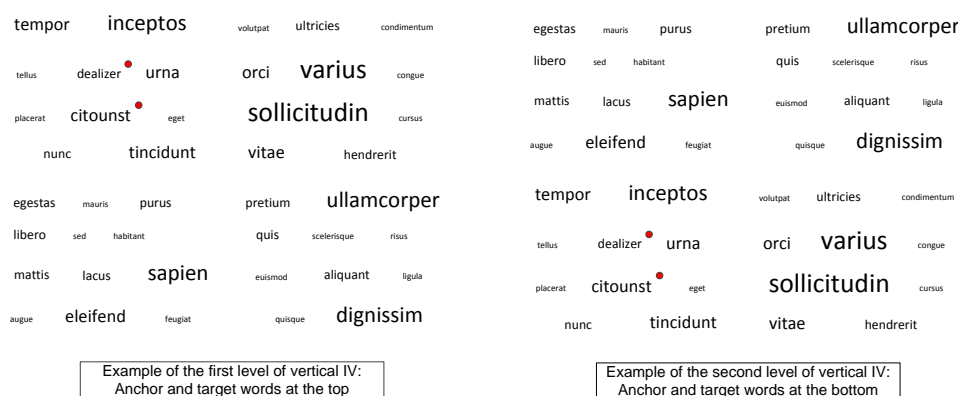 tempor inceptos volutpat ultricies condimentum
tellus dealizer urna orci varius congue
placerat citounst eget sollicitudin cursus
nunc tincidunt vitae hendrerit
egestas mauris purus pretium ullamcorper
libero sed habitant quis scelerisque risus
mattis lacus sapien euismod aliquant ligula
augue eleifend feugiat quisque dignissim
Example of the first level of vertical IV:
Anchor and target words at the top
egestas mauris purus pretium ullamcorper
libero sed habitant quis scelerisque risus
mattis lacus sapien euismod aliquant ligula
augue eleifend feugiat quisque dignissim
tempor inceptos volutpat ultricies condimentum
tellus dealizer urna orci varius congue
placerat citounst eget sollicitudin cursus
nunc tincidunt vitae hendrerit
Example of the second level of vertical IV:
Anchor and target words at the bottom